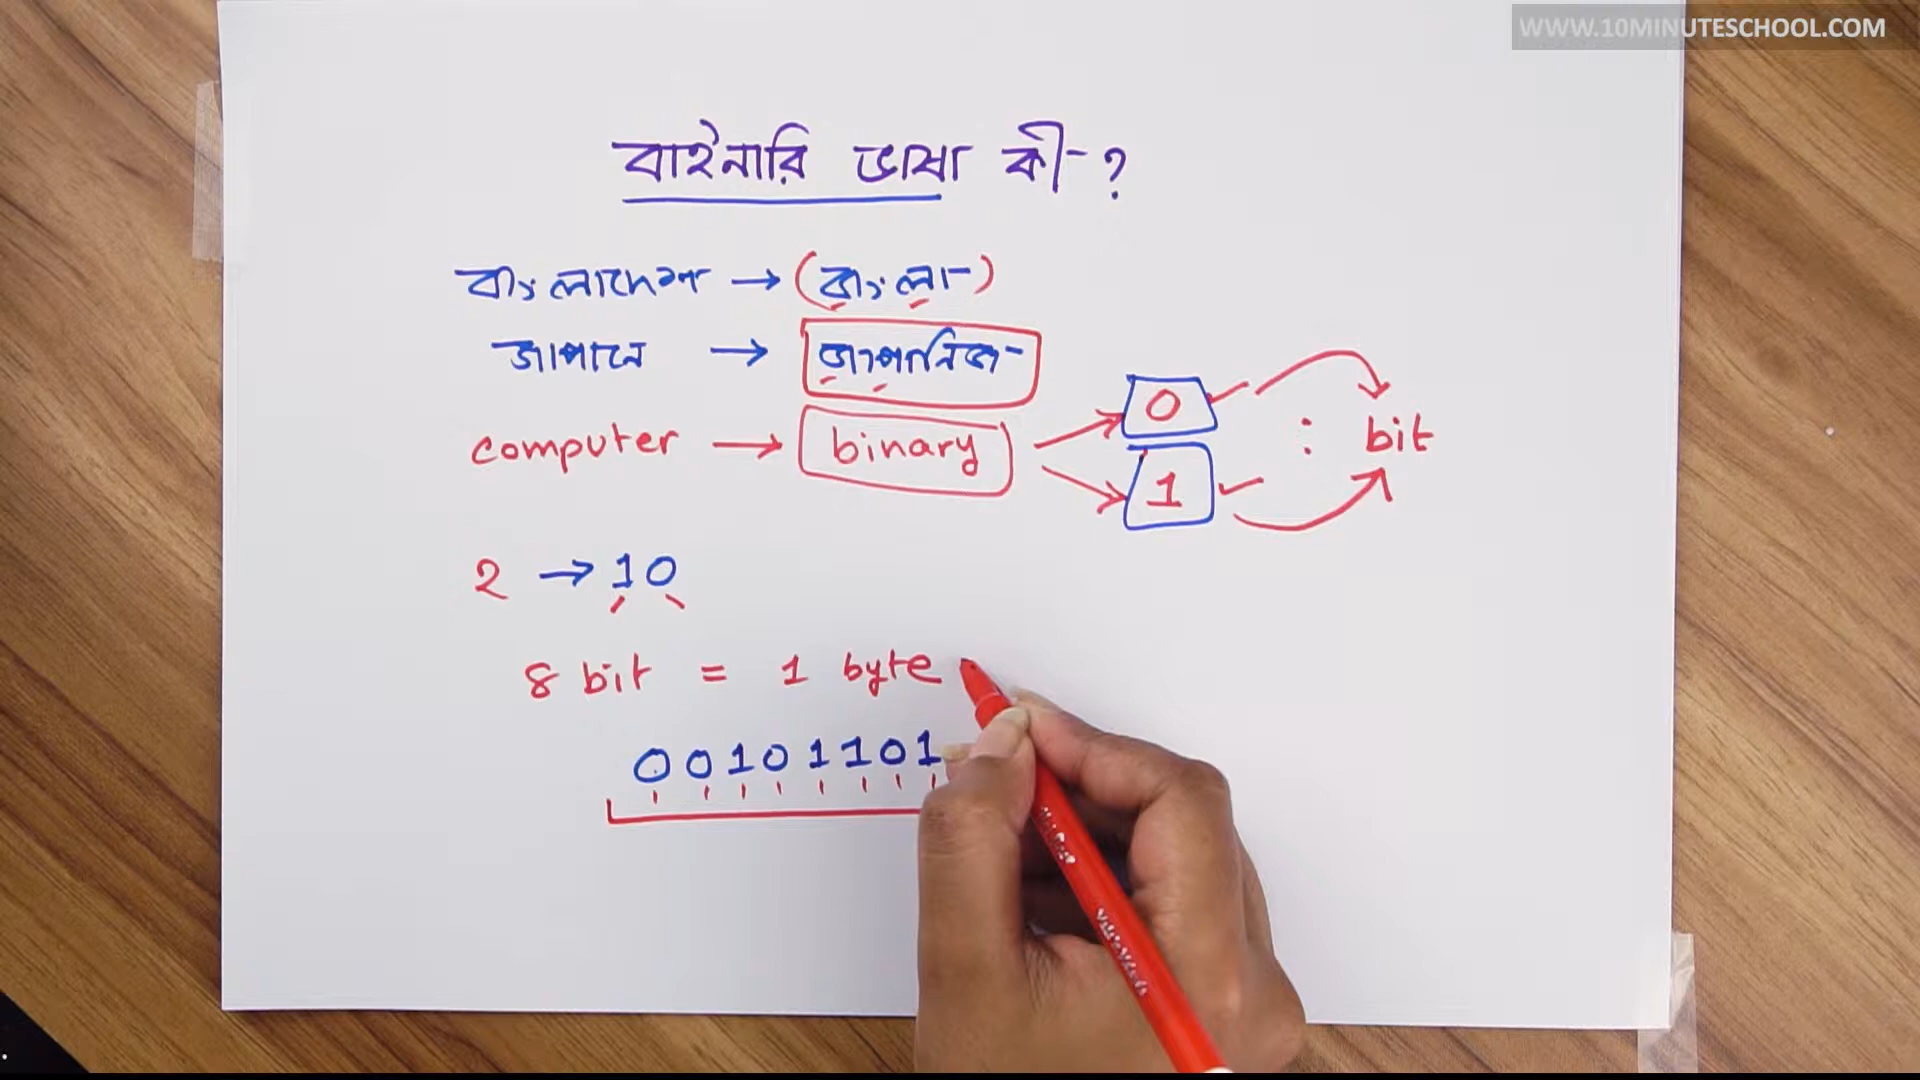 WWW.10MINUTESCHOOL.COM
বাইনারি ভাষা কী ?
বাংলাদেশ → (বাংলা)
জাপানে → জাপানিজ
computer → binary
0
1
: bit
2 → 10
8 bit = 1 byte
00101101